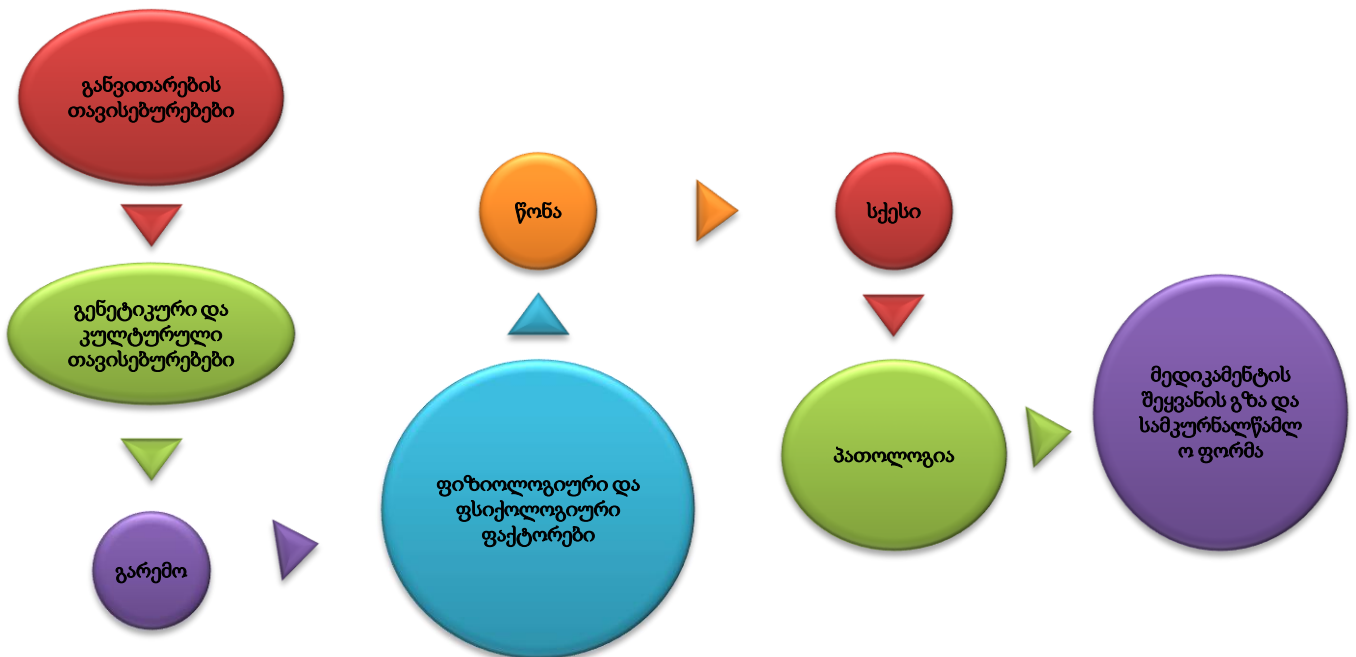 განვითარების
თავისებურებები
გენეტიკური და
კულტურული
თავისებურებები
გარემო
ფიზიოლოგიური და
ფსიქოლოგიური
ფაქტორები
წონა
სქესი
პათოლოგია
მედიკამენტის
შეყვანის გზა და
სამკურნალწამლ
ო ფორმა